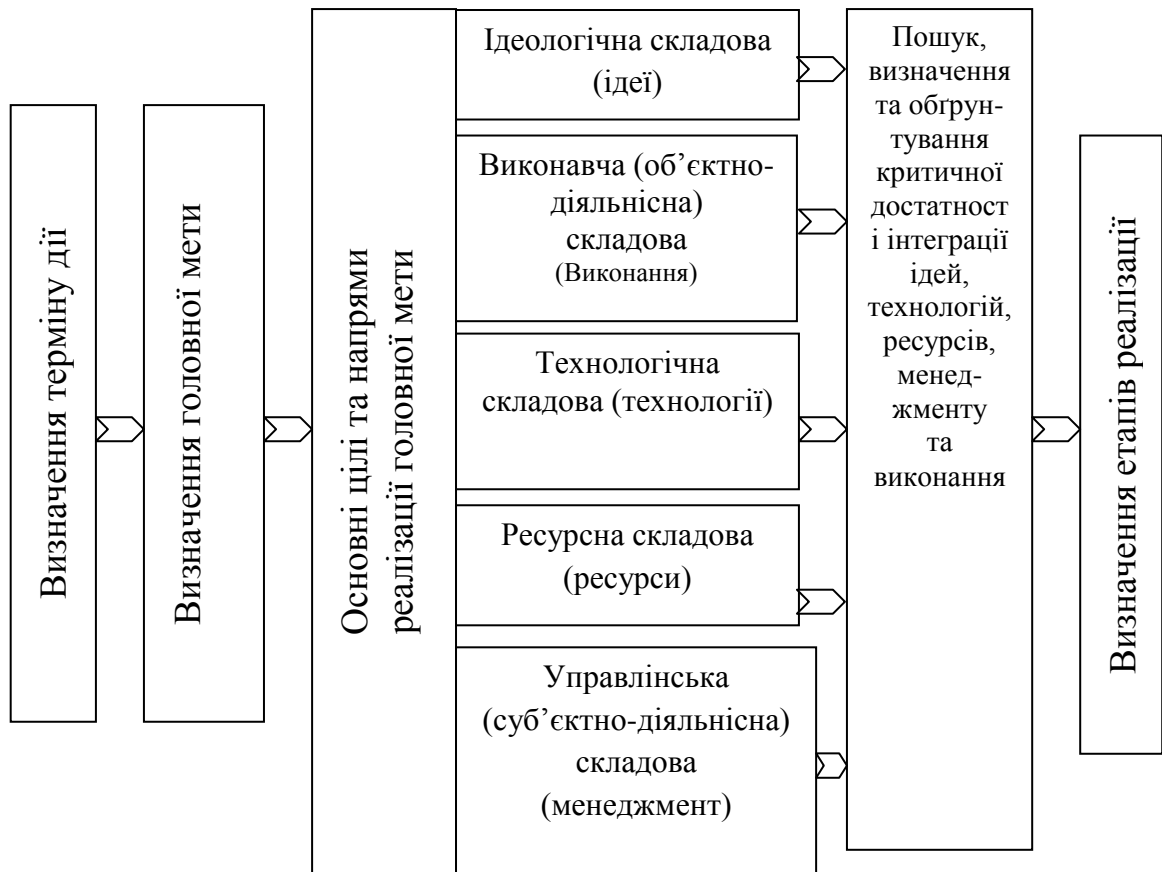 Визначення терміну дії
Визначення головної мети
Основні цілі та напрями
реалізації головної мети
Ідеологічна складова
(ідеї)
Виконавча (об’єктно-
діяльнісна)
складова
(Виконання)
Технологічна
складова (технології)
Ресурсна складова
(ресурси)
Управлінська
(суб’єктно-діяльнісна)
складова
(менеджмент)
Пошук,
визначення
та обґрун-
тування
критичної
достатност
і інтеграції
ідей,
технологій,
ресурсів,
менед-
жменту
та
виконання
Визначення етапів реалізації